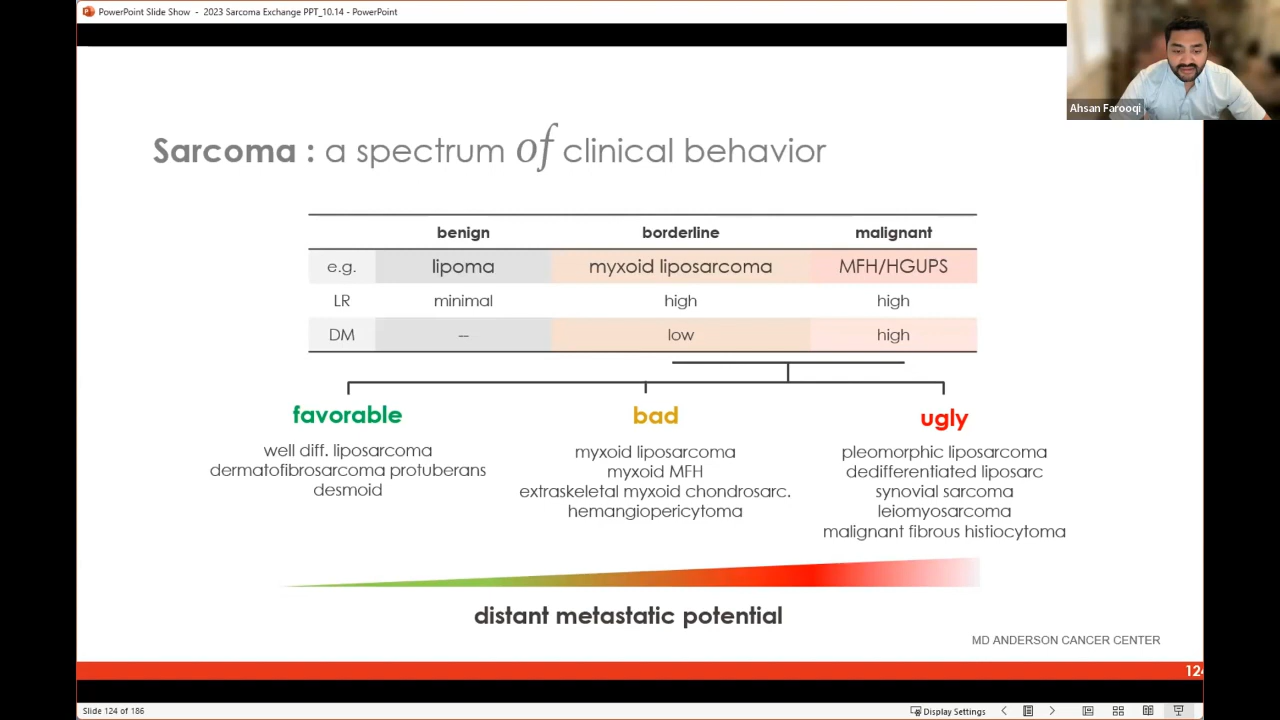 PowerPoint Slide Show - 2023 Sarcoma Exchange PPT_10.14 - PowerPoint
Ahsan Farooqi
Sarcoma : a spectrum of clinical behavior
benign borderline malignant
e.g. lipoma myxoid liposarcoma MFH/HGUPS
LR minimal high high
DM -- low high
favorable
well diff. liposarcoma
dermatofibrosarcoma protuberans
desmoid
bad
myxoid liposarcoma
myxoid MFH
extraskeletal myxoid chondrosarc.
hemangiopericytoma
ugly
pleomorphic liposarcoma
dedifferentiated liposarc
synovial sarcoma
leiomyosarcoma
malignant fibrous histiocytoma
distant metastatic potential
MD ANDERSON CANCER CENTER
124
Slide 124 of 186
Display Settings